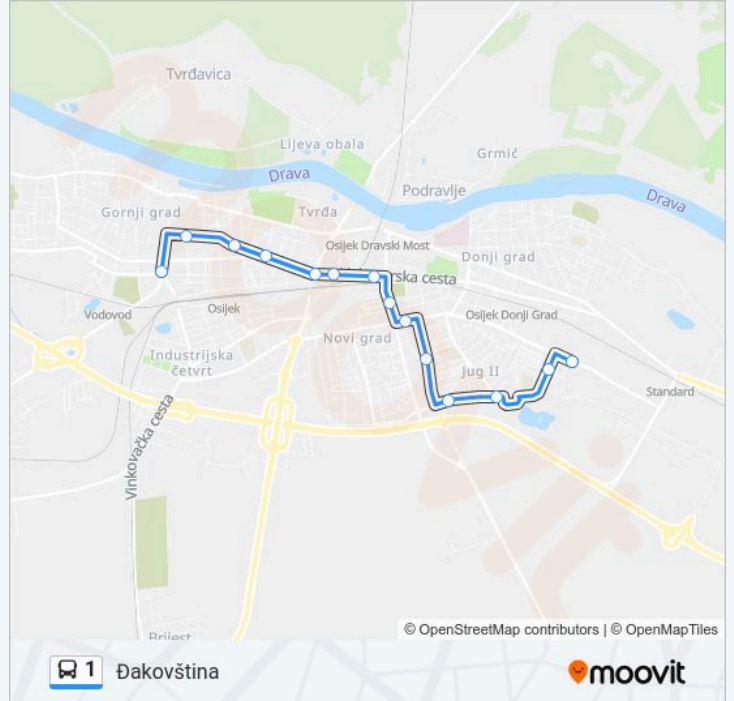 Tvrđavica
Lijeva obala
Grmić
Drava
Podravlje
Drava
Gornji grad
Tvrđa
Osijek Dravski Most
Donji grad
rska cesta
Vodovod
Osijek
Osijek Donji Grad
Novi grad
Industrijska
četvrt
Jug II
Standard
Vinkovačka cesta
Brijest
© OpenStreetMap contributors | © OpenMapTiles
1 Đakovština
moovit